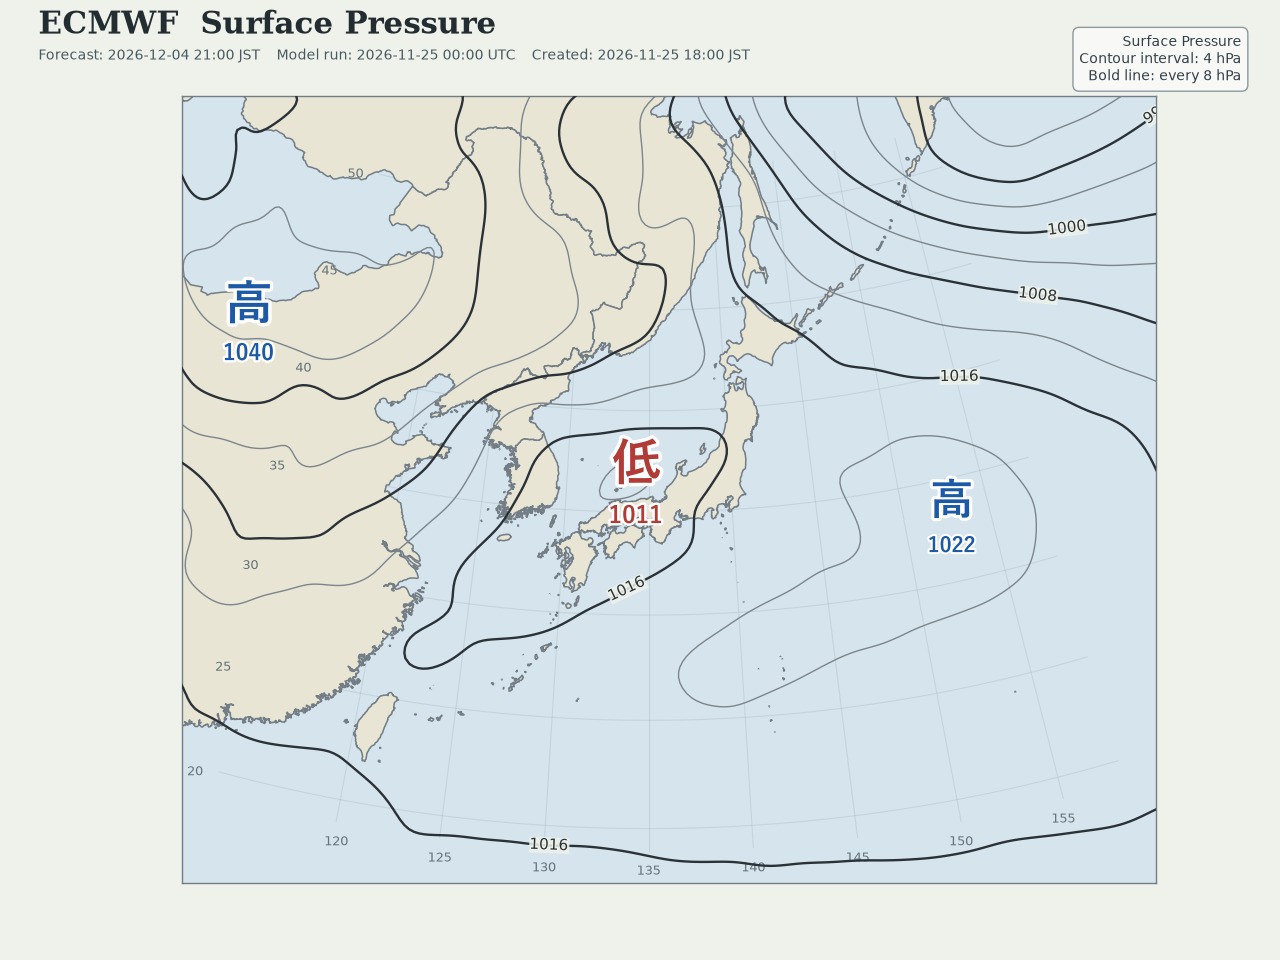 ECMWF  Surface Pressure
Forecast: 2026-12-04 21:00 JST    Model run: 2026-11-25 00:00 UTC    Created: 2026-11-25 18:00 JST
Surface Pressure
Contour interval: 4 hPa
Bold line: every 8 hPa
50
1000
45
高
1040
1008
40
1016
35
低
1011
高
1022
30
1016
25
20
120
125
130
135
140
145
150
155
1016